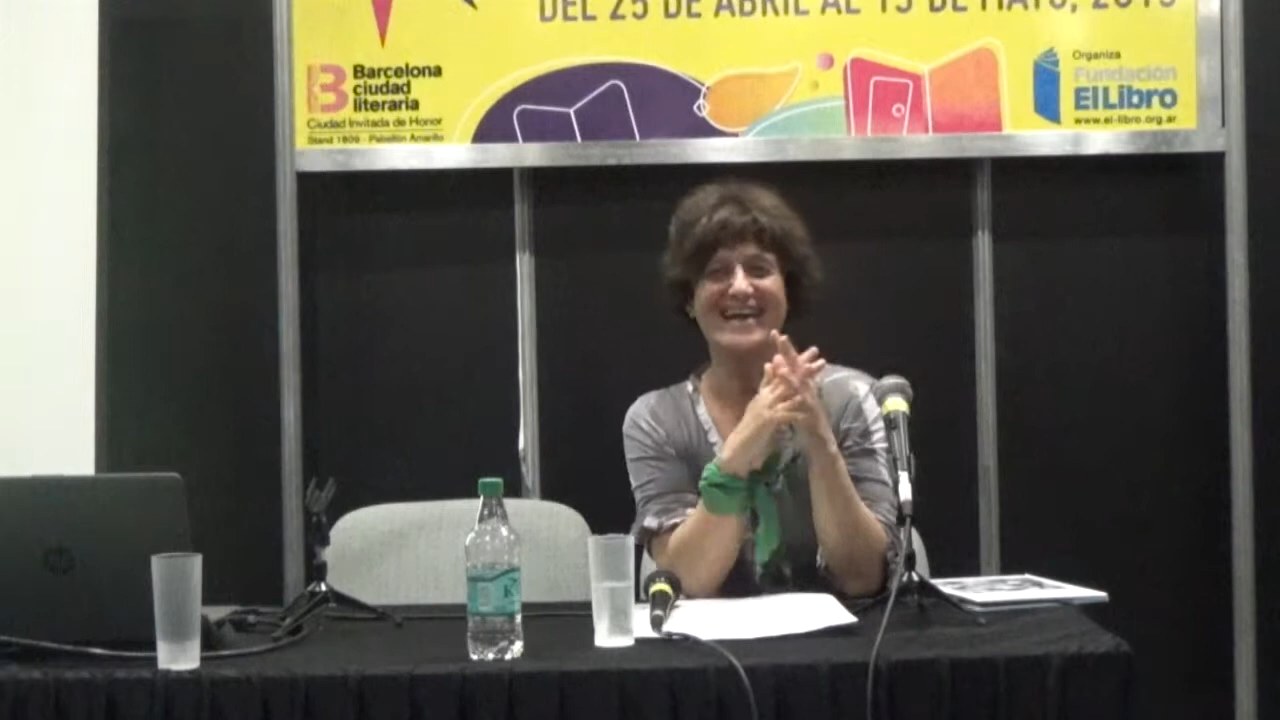 DEL 25 DE ABRIL AL 13 DE MAYO, 2019
Barcelona
ciudad
literaria
Ciudad Invitada de Honor
Stand 1809 - Pabellón Amarillo
Organiza
Fundación
El Libro
www.el-libro.org.ar
hp
K